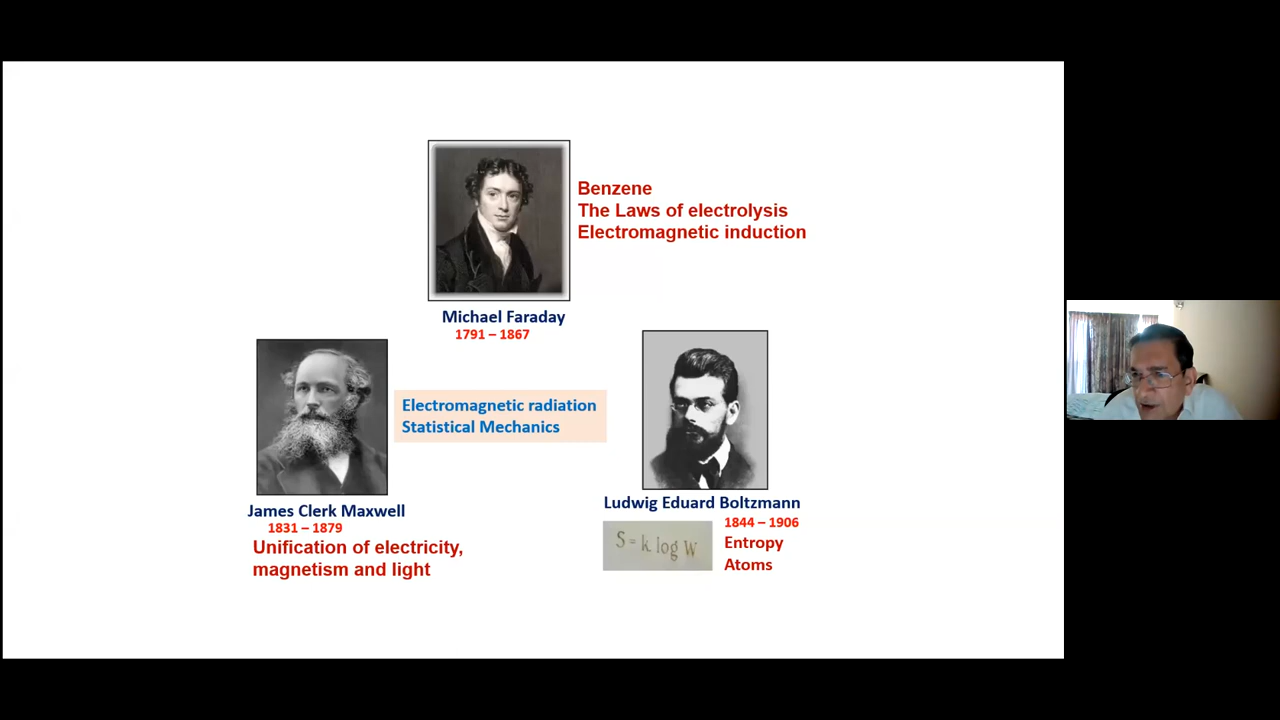 Benzene
The Laws of electrolysis
Electromagnetic induction
Michael Faraday
1791 – 1867
Electromagnetic radiation
Statistical Mechanics
James Clerk Maxwell
1831 – 1879
Unification of electricity,
magnetism and light
Ludwig Eduard Boltzmann
1844 – 1906
S = k. log W
Entropy
Atoms